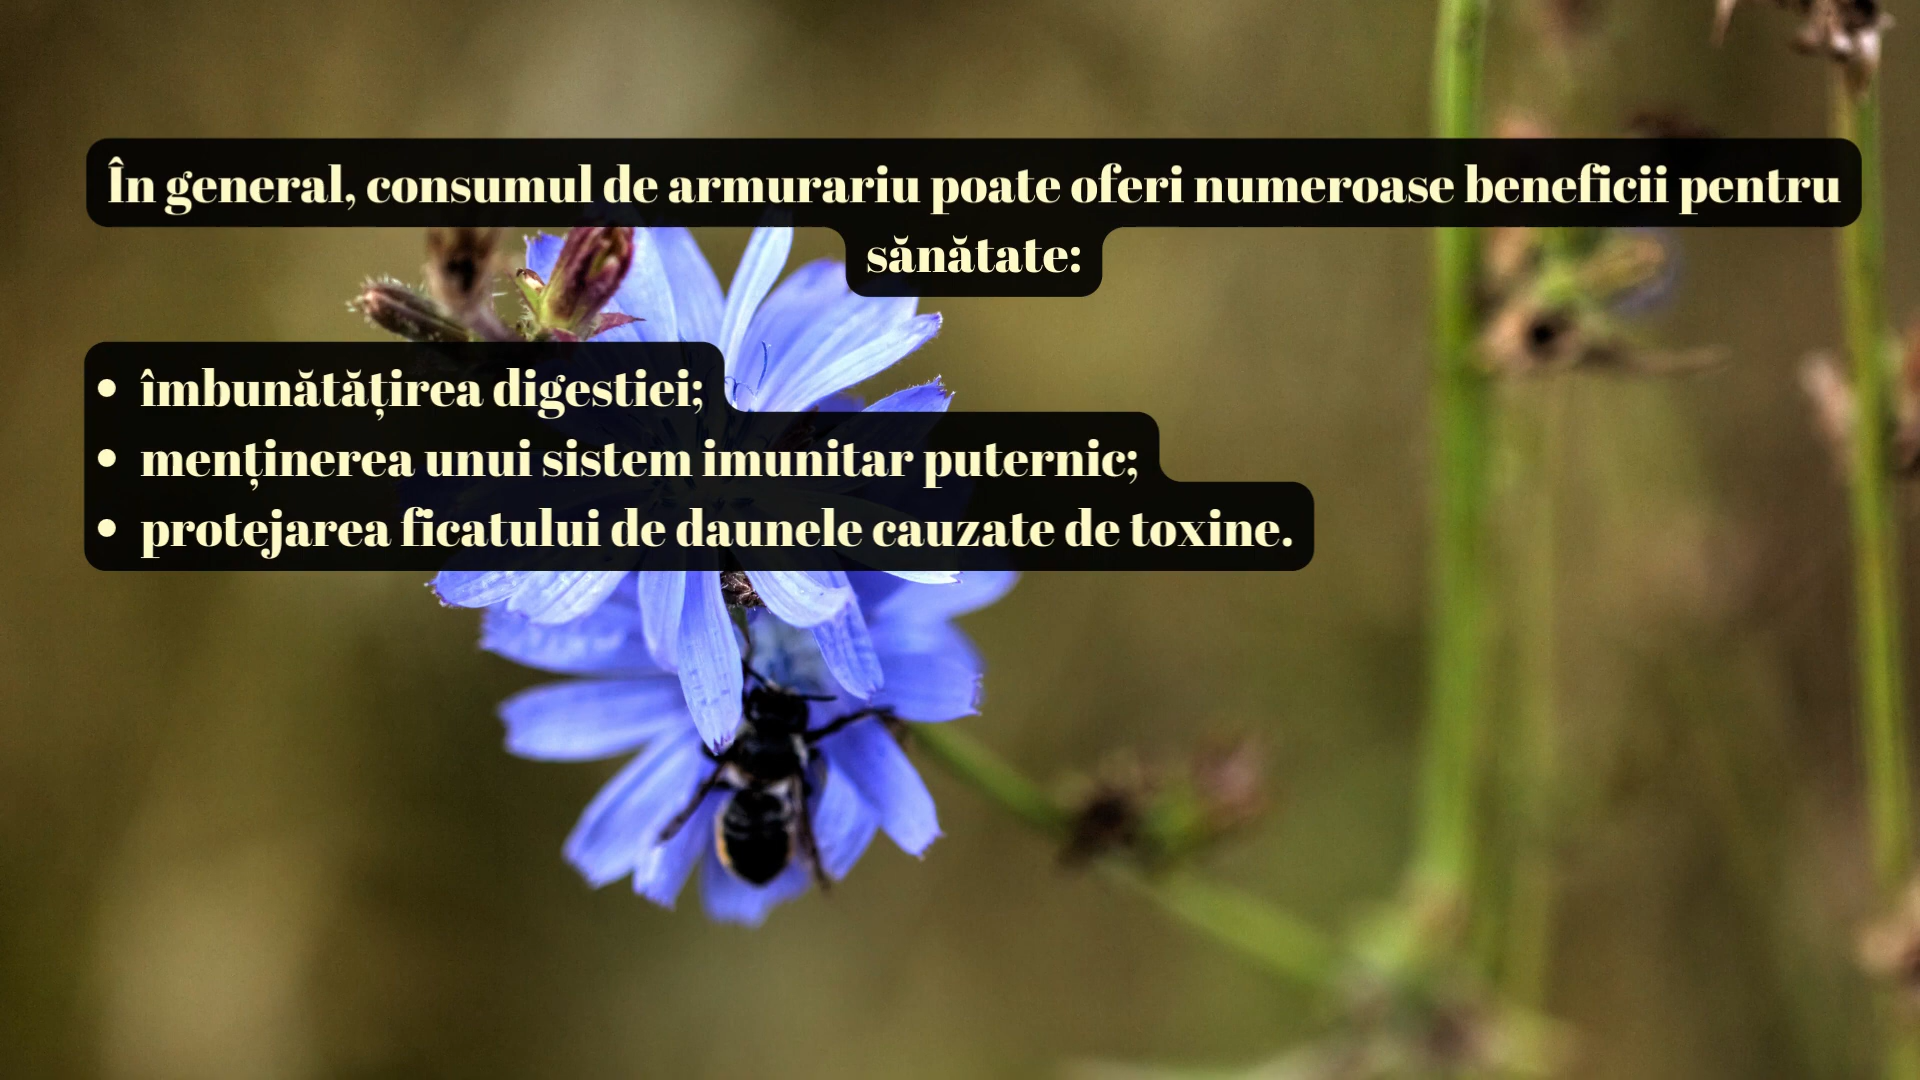 În general, consumul de armurariu poate oferi numeroase beneficii pentru
sănătate:
• îmbunătățirea digestiei;
• menținerea unui sistem imunitar puternic;
• protejarea ficatului de daunele cauzate de toxine.